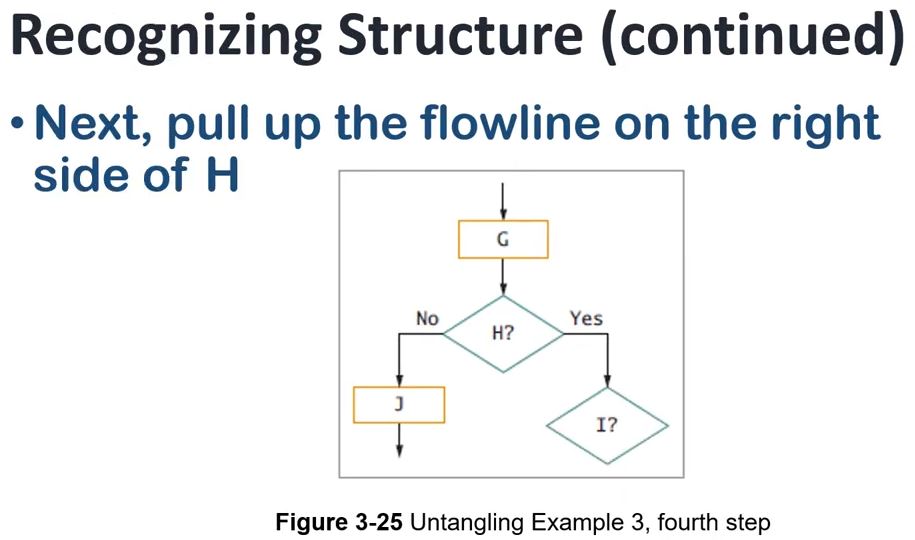 Recognizing Structure (continued)
• Next, pull up the flowline on the right
side of H
G
No
Yes
H?
J
I?
Figure 3-25 Untangling Example 3, fourth step